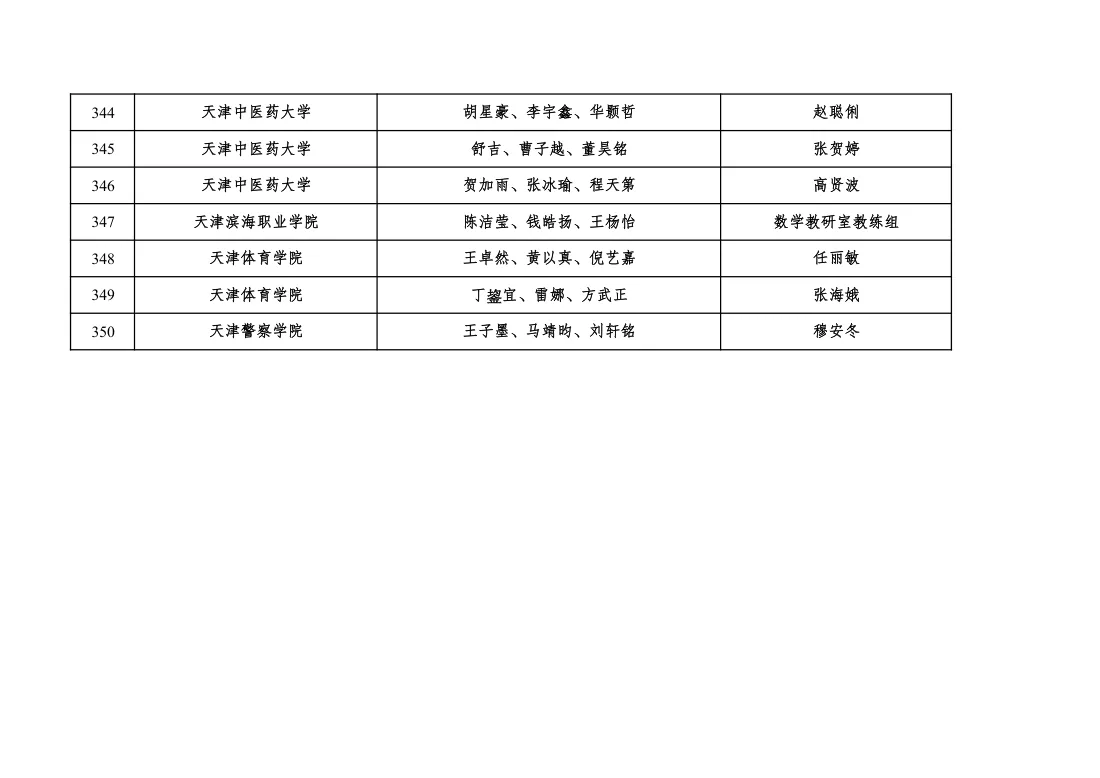 344 天津中医药大学 胡星豪、李宇鑫、华颢哲 赵聪俐
345 天津中医药大学 舒吉、曹子越、董昊铭 张贺婷
346 天津中医药大学 贺加雨、张冰瑜、程天第 高贤波
347 天津滨海职业学院 陈洁莹、钱皓扬、王杨怡 数学教研室教练组
348 天津体育学院 王卓然、黄以真、倪艺嘉 任丽敏
349 天津体育学院 丁鋆宜、雷娜、方武正 张海娥
350 天津警察学院 王子墨、马靖昀、刘轩铭 穆安冬